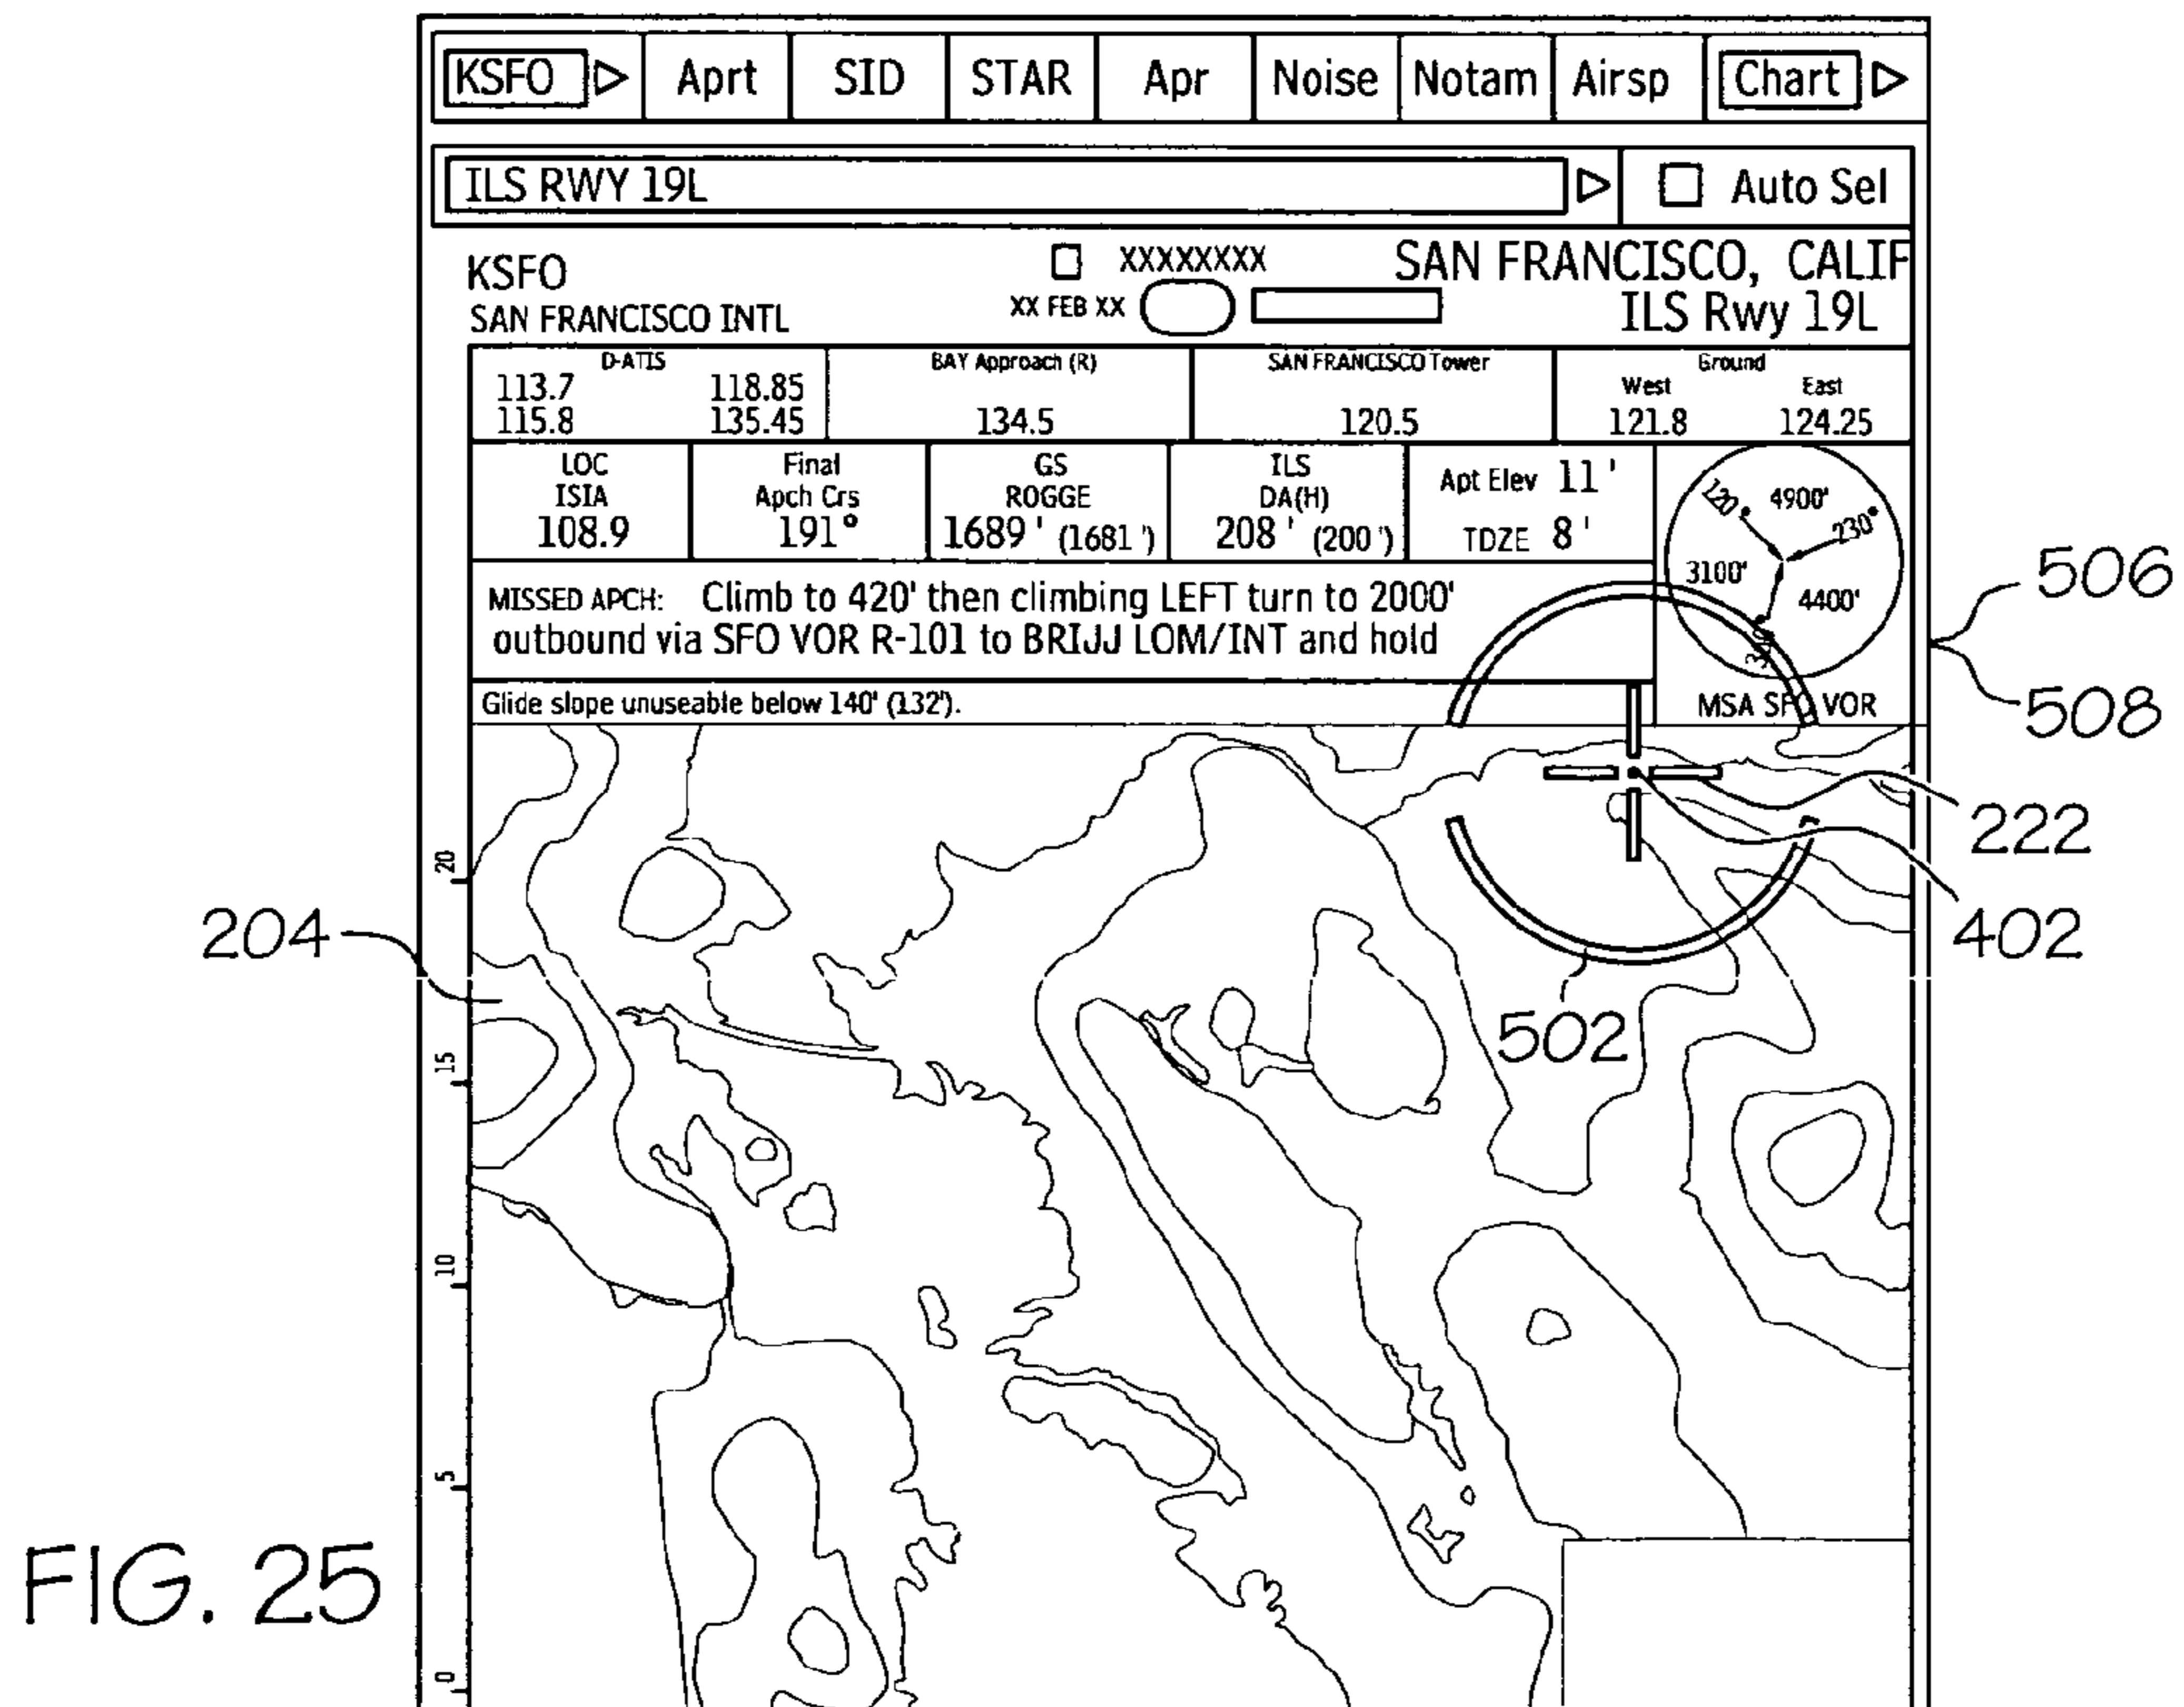 KSFO Aprt SID STAR Apr Noise Notam Airsp Chart
ILS RWY 19L Auto Sel
KSFO XXXXXXXX SAN FRANCISCO, CALIF
SAN FRANCISCO INTL XX FEB XX ILS Rwy 19L
D-ATIS BAY Approach (R) SAN FRANCISCO Tower Ground
113.7 118.85 West East
115.8 135.45 134.5 120.5 121.8 124.25
LOC Final GS ILS
ISIA Apch Crs ROGGE DA(H) Apt Elev 11'
108.9 191° 1689' (1681') 208' (200') TDZE 8'
120° 4900' 230°
3100' 4400'
MISSED APCH: Climb to 420' then climbing LEFT turn to 2000'
outbound via SFO VOR R-101 to BRIJJ LOM/INT and hold
Glide slope unuseable below 140' (132').
MSA SFO VOR
506
508
222
402
204
502
20
15
10
5
0
FIG. 25